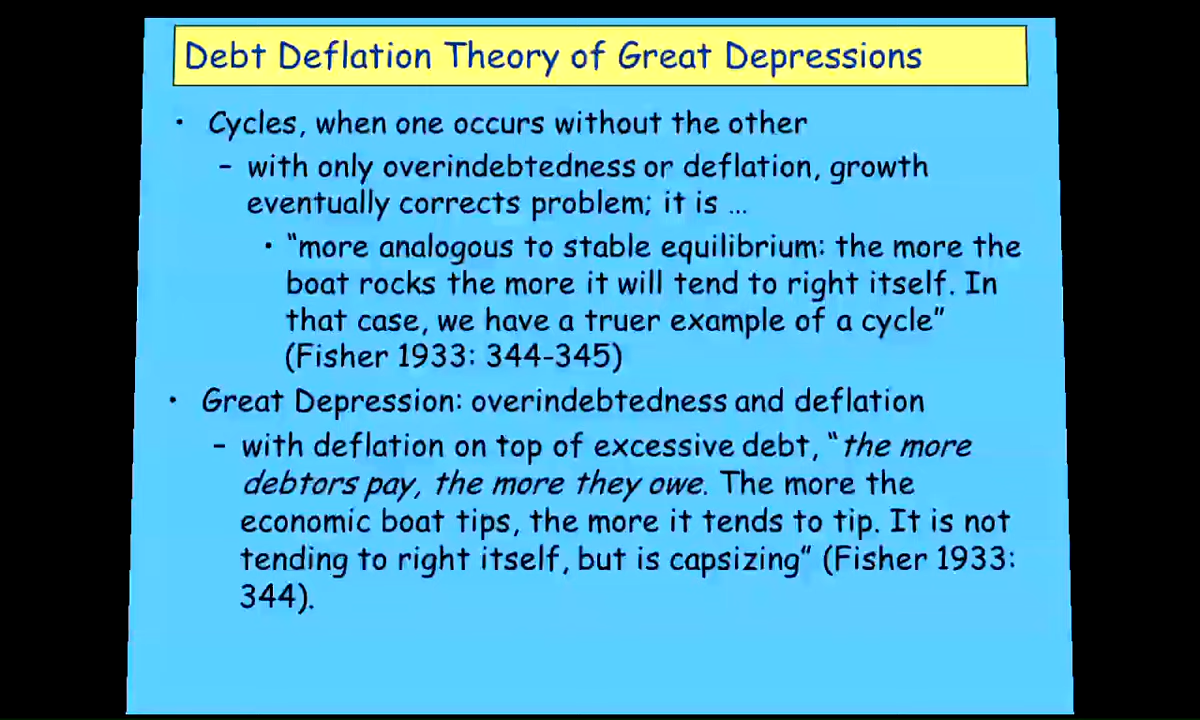 Debt Deflation Theory of Great Depressions
• Cycles, when one occurs without the other
– with only overindebtedness or deflation, growth
eventually corrects problem; it is …
• “more analogous to stable equilibrium: the more the
boat rocks the more it will tend to right itself. In
that case, we have a truer example of a cycle”
(Fisher 1933: 344-345)
• Great Depression: overindebtedness and deflation
– with deflation on top of excessive debt, “the more
debtors pay, the more they owe. The more the
economic boat tips, the more it tends to tip. It is not
tending to right itself, but is capsizing” (Fisher 1933:
344).